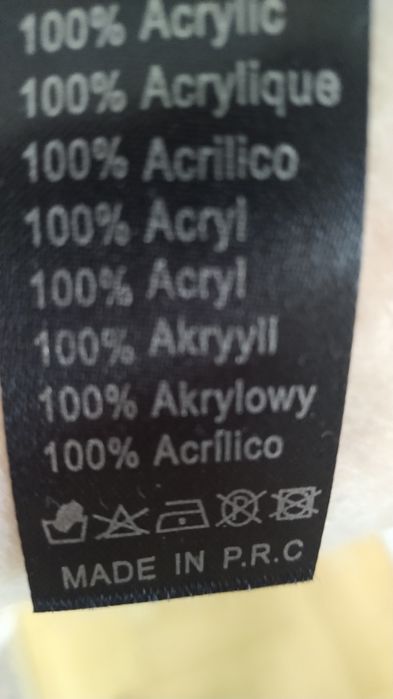 100% Acrylic
100% Acrylique
100% Acrilico
100% Acryl
100% Acryl
100% Akryyli
100% Akrylowy
100% Acrílico
MADE IN P.R.C